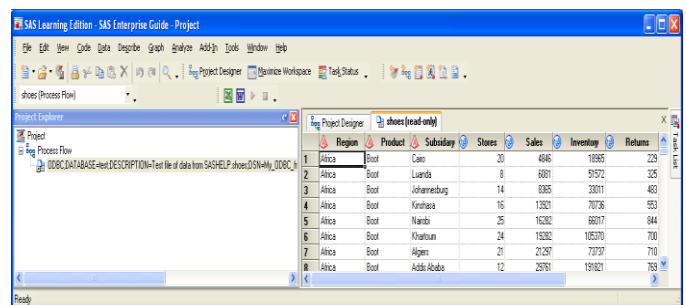 SAS Learning Edition - SAS Enterprise Guide - Project
File Edit View Code Data Describe Graph Analyze Add-In Tools Window Help
Project Designer Maximize Workspace Task Status
shoes (Process Flow)
Project Explorer
Project
Process Flow
ODBC,DATABASE=test;DESCRIPTION=Test file of data from SASHELP.shoes;DSN=My_ODBC_fr
Project Designer shoes (read-only)
Region Product Subsidiary Stores Sales Inventory Returns
1 Africa Boot Cairo 20 4846 18965 229
2 Africa Boot Luanda 8 6081 51572 325
3 Africa Boot Johannesburg 14 8365 33011 483
4 Africa Boot Kinshasa 16 13921 70736 553
5 Africa Boot Nairobi 25 16282 66017 844
6 Africa Boot Khartoum 24 19282 105370 700
7 Africa Boot Algiers 21 21297 73737 710
8 Africa Boot Addis Ababa 12 29761 191821 769
Task List
Ready